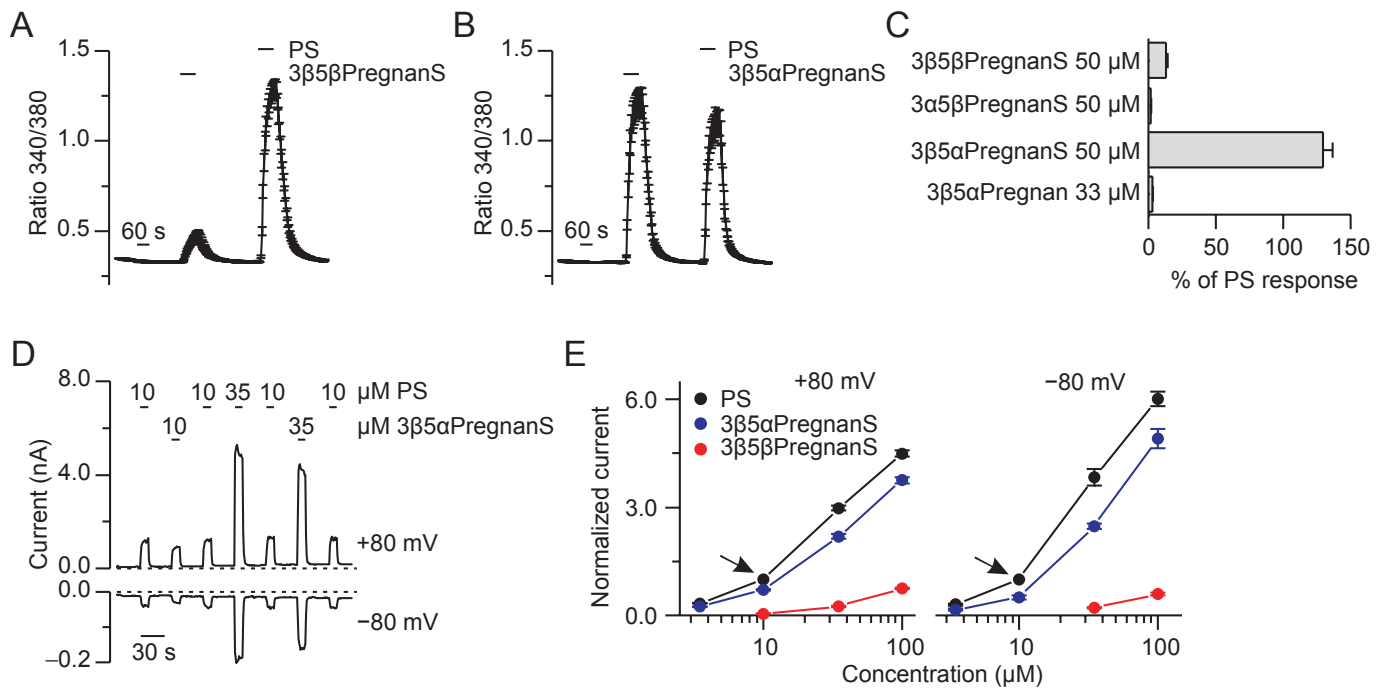 A
1.5
1.0
0.5
Ratio 340/380
60 s
PS
3β5βPregnanS
B
1.5
1.0
0.5
Ratio 340/380
60 s
PS
3β5αPregnanS
C
3β5βPregnanS 50 µM
3α5βPregnanS 50 µM
3β5αPregnanS 50 µM
3β5αPregnan 33 µM
0 50 100 150
% of PS response
D
8.0
4.0
0.0
0.0
−0.2
Current (nA)
10 10 35 10 10 µM PS
10 35 µM 3β5αPregnanS
+80 mV
−80 mV
30 s
E
PS
3β5αPregnanS
3β5βPregnanS
+80 mV
−80 mV
6.0
3.0
0.0
Normalized current
10 100 10 100
Concentration (µM)